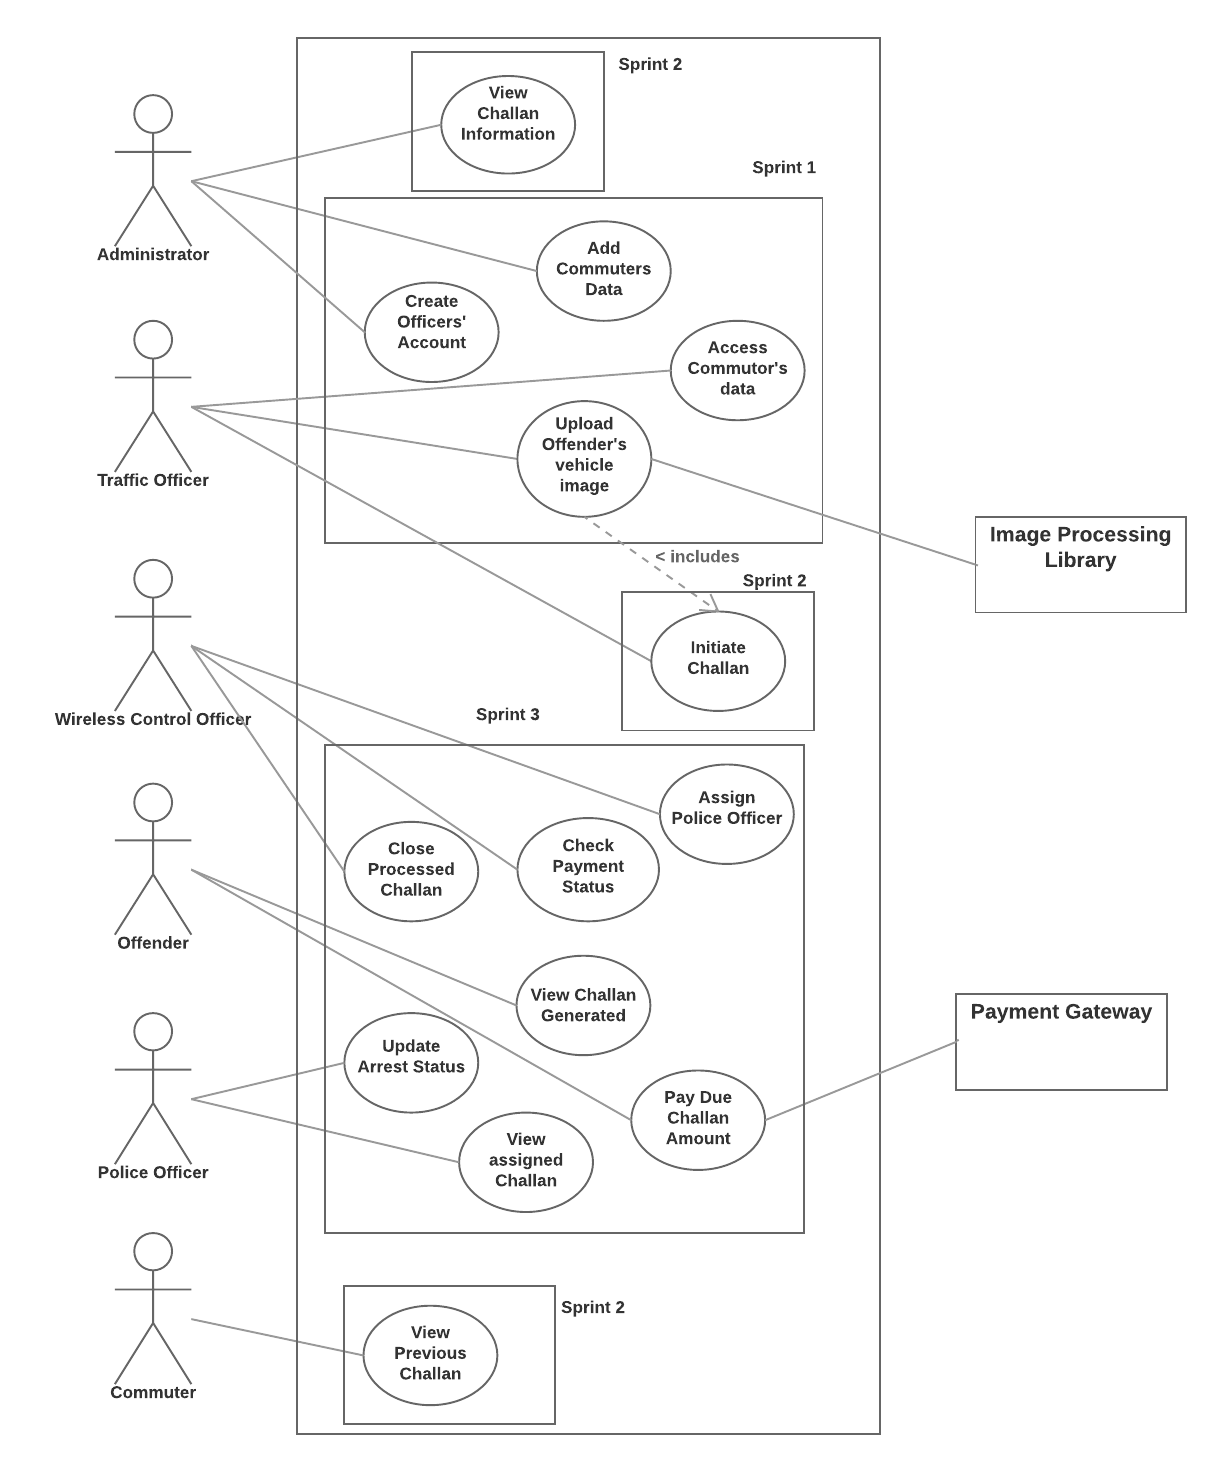 Sprint 2
View
Challan
Information
Sprint 1
Administrator
Add
Commuters
Data
Create
Officers'
Account
Access
Commutor's
data
Traffic Officer
Upload
Offender's
vehicle
image
Image Processing
Library
< includes
Sprint 2
Initiate
Challan
Wireless Control Officer
Sprint 3
Assign
Police Officer
Close
Processed
Challan
Check
Payment
Status
Offender
View Challan
Generated
Payment Gateway
Update
Arrest Status
Pay Due
Challan
Amount
View
assigned
Challan
Police Officer
Sprint 2
View
Previous
Challan
Commuter